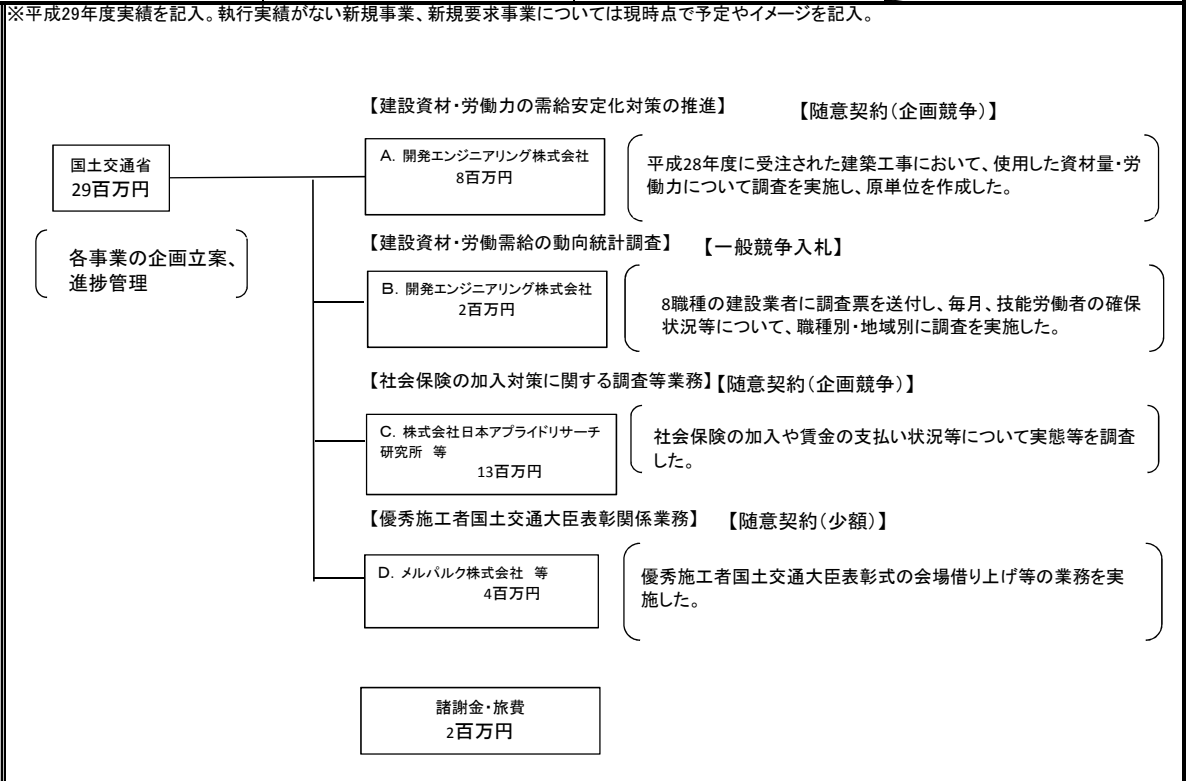 ※平成29年度実績を記入。執行実績がない新規事業、新規要求事業については現時点で予定やイメージを記入。
【建設資材・労働力の需給安定化対策の推進】 【随意契約(企画競争)】
国土交通省
29百万円
各事業の企画立案、
進捗管理
A. 開発エンジニアリング株式会社
8百万円
平成28年度に受注された建築工事において、使用した資材量・労
働力について調査を実施し、原単位を作成した。
【建設資材・労働需給の動向統計調査】 【一般競争入札】
B. 開発エンジニアリング株式会社
2百万円
8職種の建設業者に調査票を送付し、毎月、技能労働者の確保
状況等について、職種別・地域別に調査を実施した。
【社会保険の加入対策に関する調査等業務】【随意契約(企画競争)】
C. 株式会社日本アプライドリサーチ
研究所 等
13百万円
社会保険の加入や賃金の支払い状況等について実態等を調査
した。
【優秀施工者国土交通大臣表彰関係業務】 【随意契約(少額)】
D. メルパルク株式会社 等
4百万円
優秀施工者国土交通大臣表彰式の会場借り上げ等の業務を実
施した。
諸謝金・旅費
2百万円